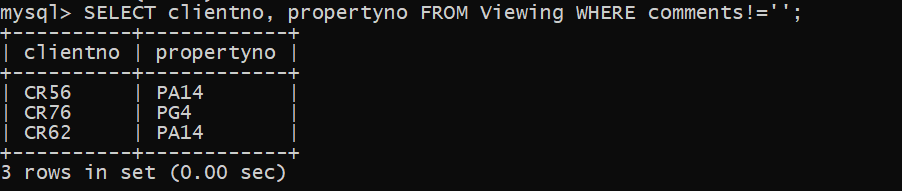 mysql> SELECT clientno, propertyno FROM Viewing WHERE comments!='';
+----------+------------+
| clientno | propertyno |
+----------+------------+
| CR56     | PA14       |
| CR76     | PG4        |
| CR62     | PA14       |
+----------+------------+
3 rows in set (0.00 sec)